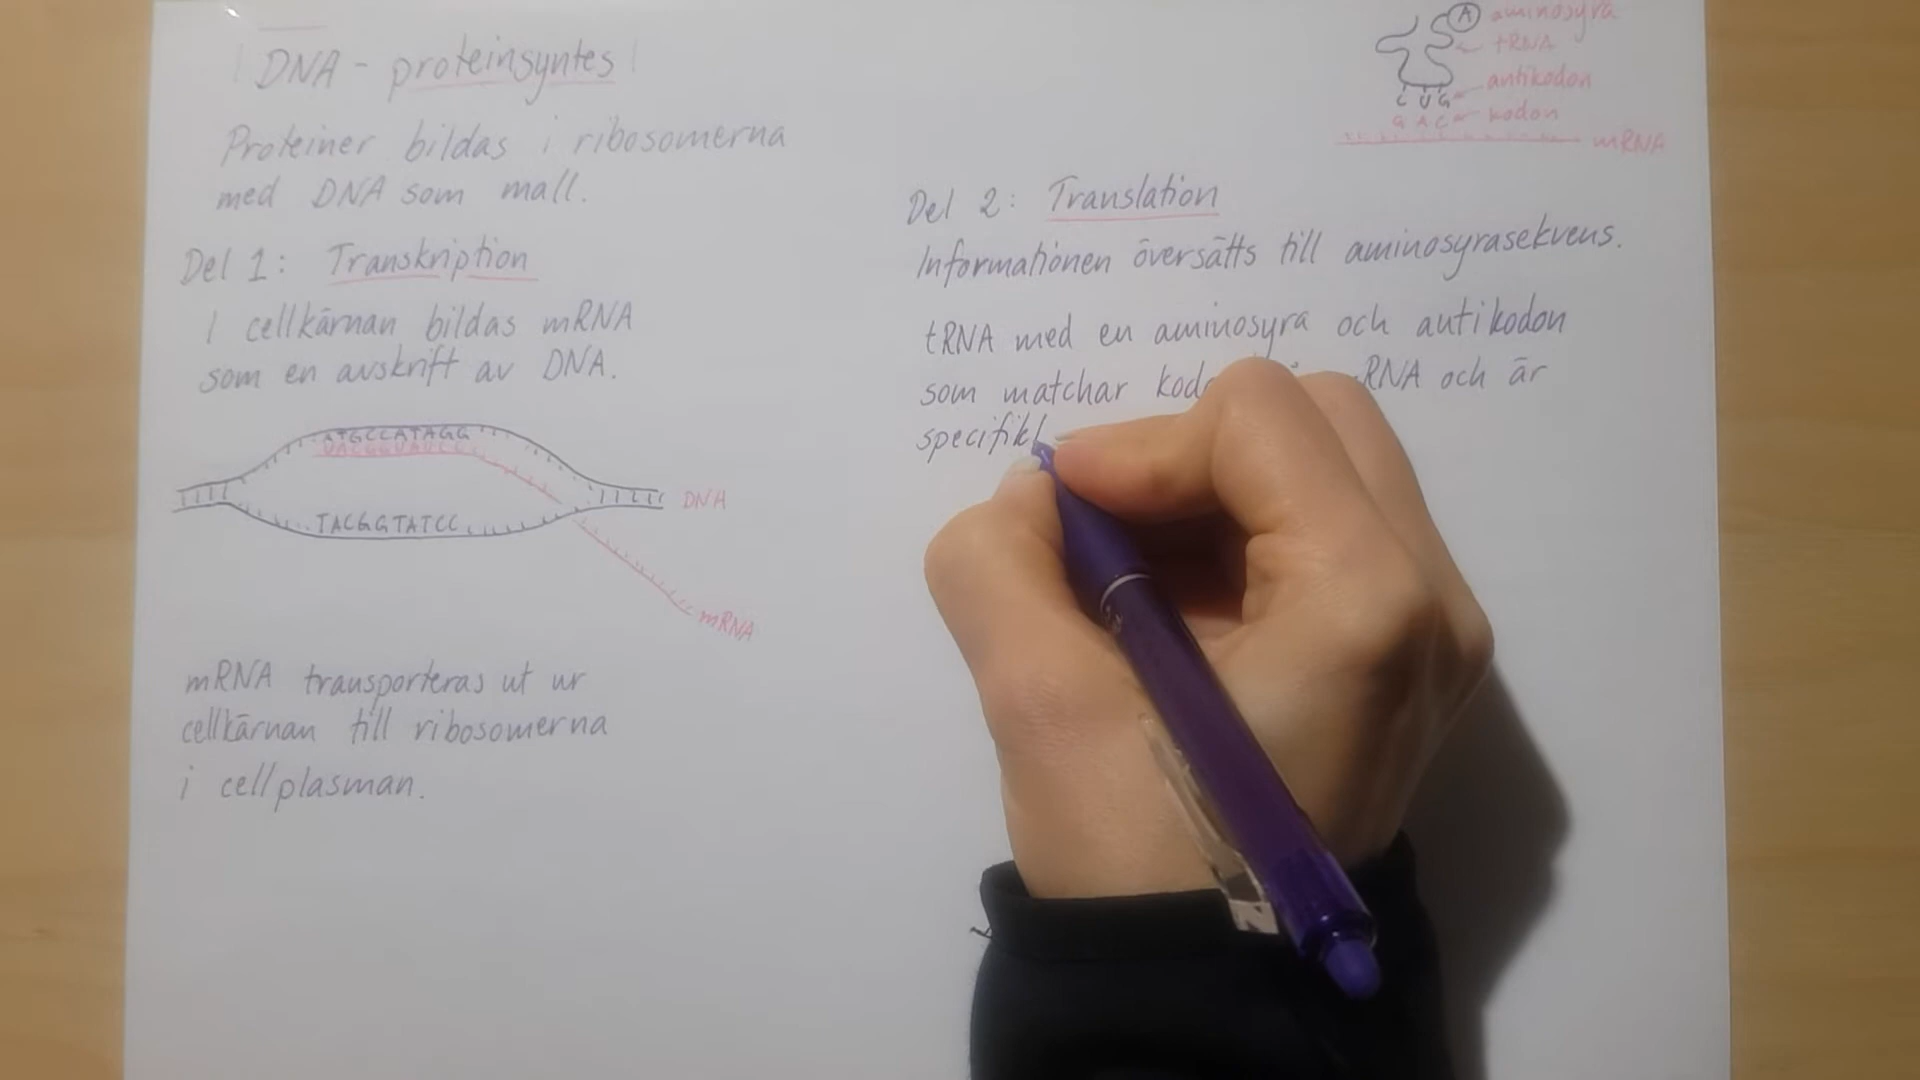 DNA - proteinsyntes
Proteiner bildas i ribosomerna
med DNA som mall.
Del 1: Transkription
I cellkärnan bildas mRNA
som en avskrift av DNA.
ATGCCATAGG
UACGGUAUCC
DNA
TACGGTATCC
mRNA
mRNA transporteras ut ur
cellkärnan till ribosomerna
i cellplasman.
A aminosyra
tRNA
antikodon
CUG
GAC kodon
mRNA
Del 2: Translation
Informationen översätts till aminosyrasekvens.
tRNA med en aminosyra och antikodon
som matchar RNA och är
specifik